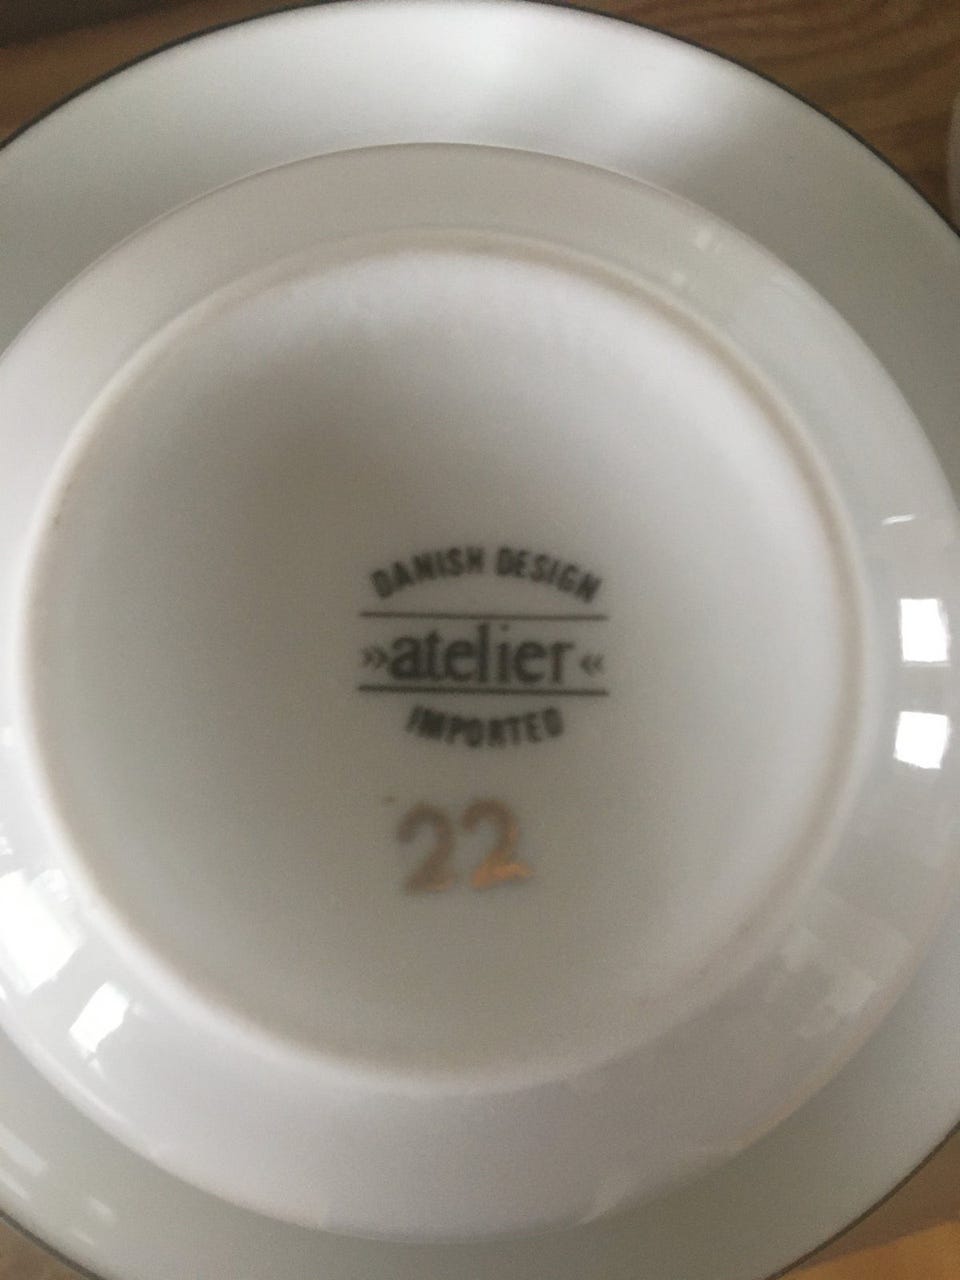 DANISH DESIGN
»atelier«
IMPORTED
22